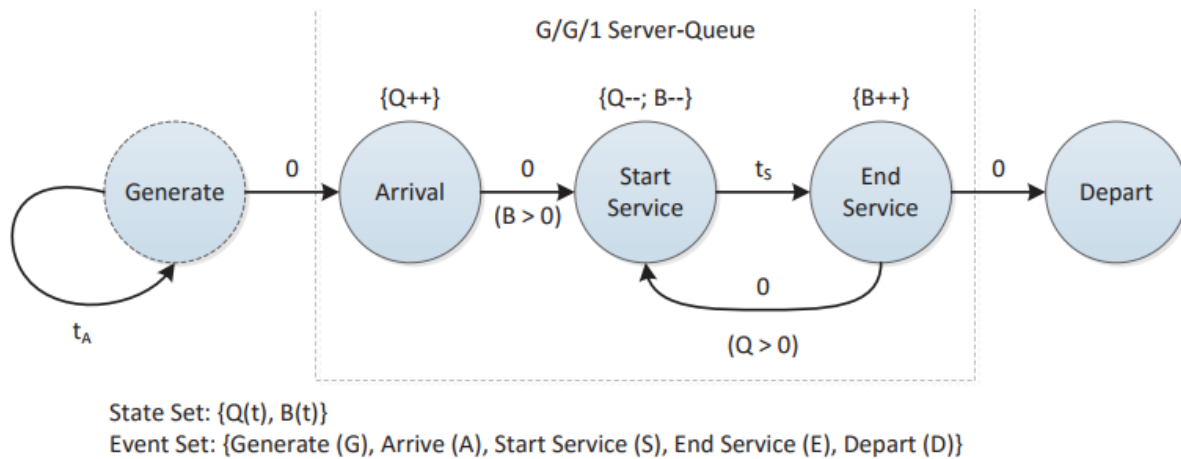 G/G/1 Server-Queue
{Q++}
{Q--; B--}
{B++}
Generate
0
Arrival
0
(B > 0)
Start
Service
tS
End
Service
0
Depart
tA
0
(Q > 0)
State Set: {Q(t), B(t)}
Event Set: {Generate (G), Arrive (A), Start Service (S), End Service (E), Depart (D)}